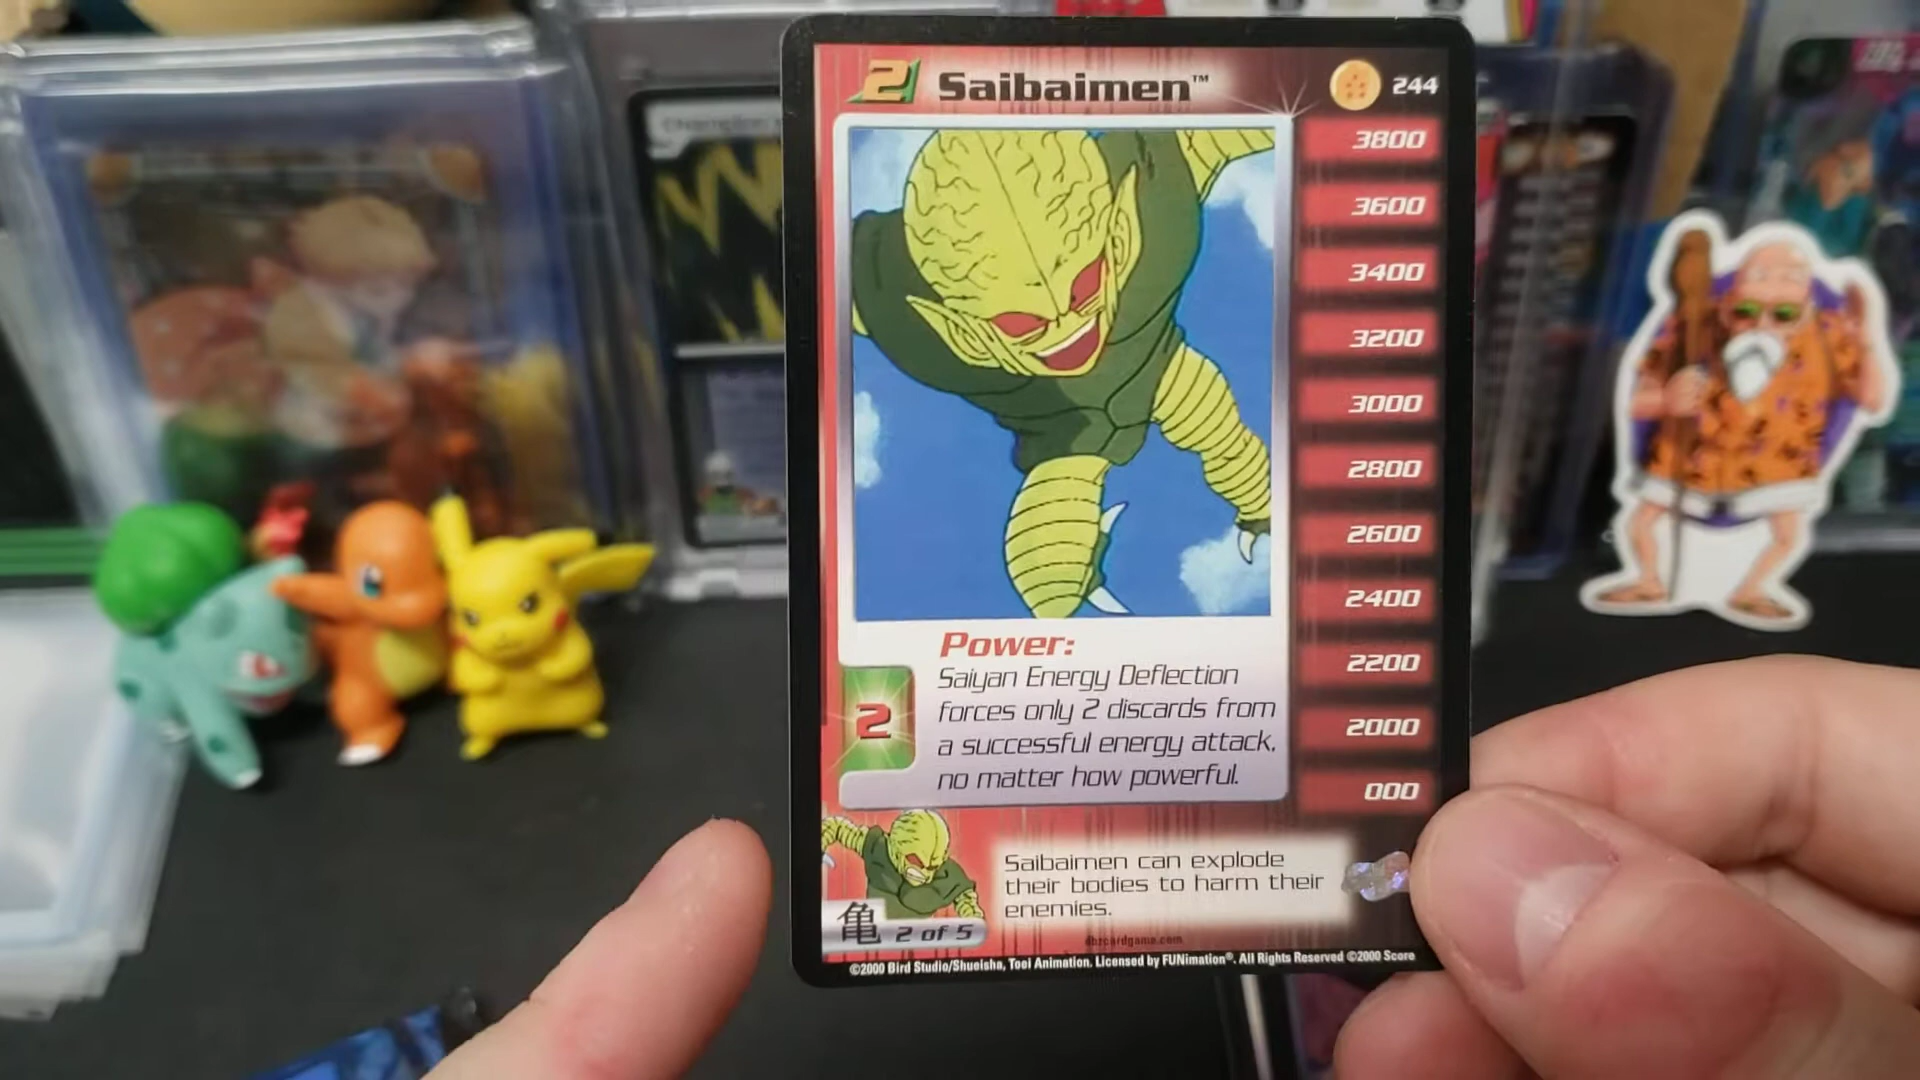 2 Saibaimen™ 244
3800
3600
3400
3200
3000
2800
2600
2400
2200
2000
000
Power:
2
Saiyan Energy Deflection
forces only 2 discards from
a successful energy attack,
no matter how powerful.
Saibaimen can explode
their bodies to harm their
enemies.
亀 2 of 5
dbzcardgame.com
©2000 Bird Studio/Shueisha, Toei Animation. Licensed by FUNimation®. All Rights Reserved ©2000 Score